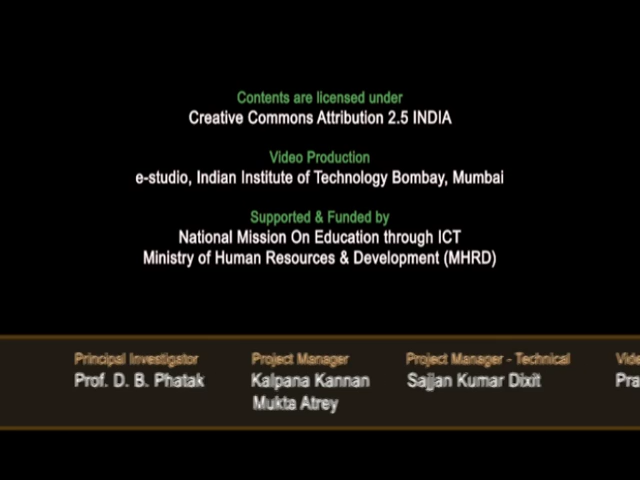 Contents are licensed under
Creative Commons Attribution 2.5 INDIA
Video Production
e-studio, Indian Institute of Technology Bombay, Mumbai
Supported & Funded by
National Mission On Education through ICT
Ministry of Human Resources & Development (MHRD)
Principal Investigator
Prof. D. B. Phatak
Project Manager
Kalpana Kannan
Mukta Atrey
Project Manager - Technical
Sajjan Kumar Dixit